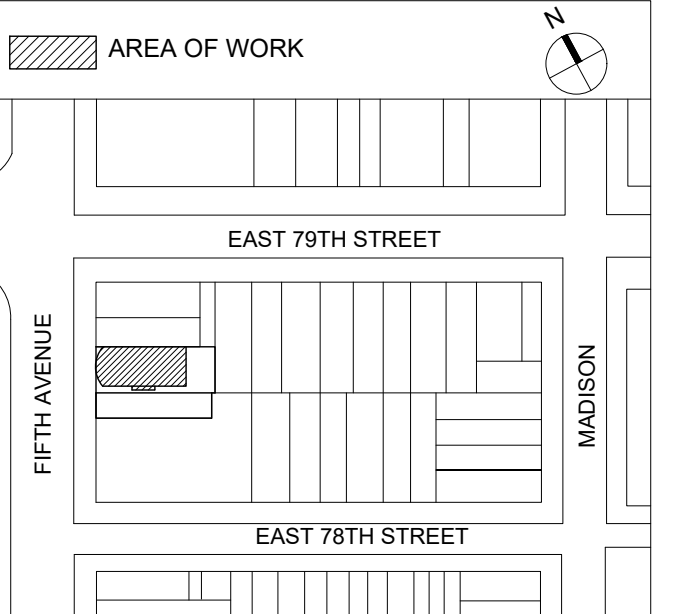 N
AREA OF WORK
EAST 79TH STREET
FIFTH AVENUE
MADISON
EAST 78TH STREET